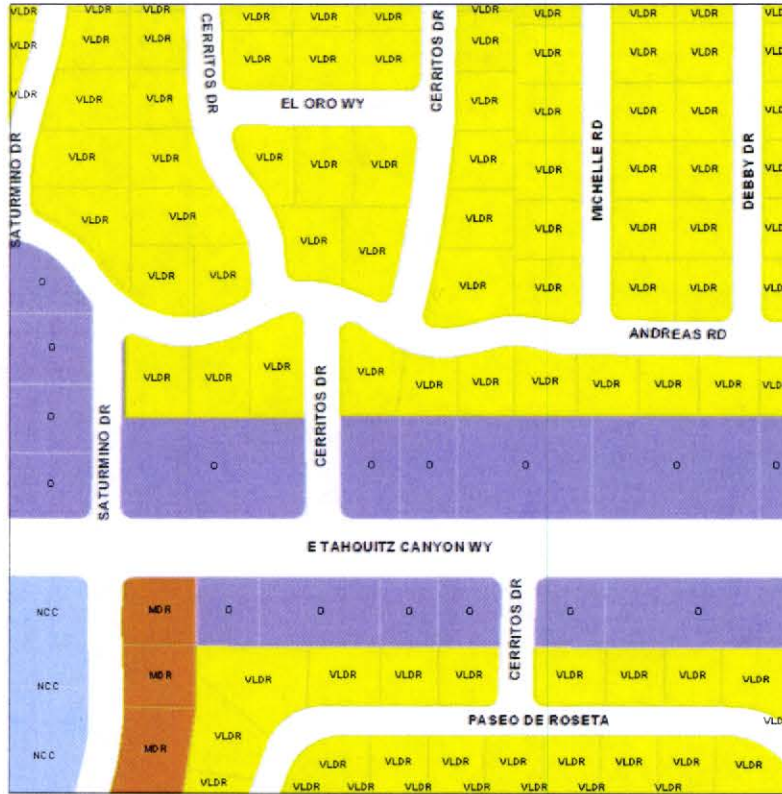 VLDR VLDR VLDR VLDR VLDR VLDR VLDR VLDR VLDR VLDR
VLDR VLDR VLDR VLDR VLDR VLDR VLDR VLDR VLDR VLDR
CERRITOS DR
CERRITOS DR
VLDR VLDR VLDR VLDR VLDR VLDR VLDR
EL ORO WY
VLDR VLDR VLDR VLDR VLDR VLDR VLDR VLDR VLDR
MICHELLE RD
DEBBY DR
SATURMINO DR
VLDR VLDR VLDR VLDR VLDR VLDR VLDR VLDR
O VLDR VLDR VLDR VLDR VLDR VLDR
ANDREAS RD
O VLDR VLDR VLDR VLDR VLDR VLDR VLDR VLDR VLDR VLDR
O
CERRITOS DR
SATURMINO DR
O O O O O O O
E TAHQUITZ CANYON WY
NCC MDR O O O O O O
CERRITOS DR
NCC MDR VLDR VLDR VLDR VLDR VLDR VLDR VLDR VLDR
PASEO DE ROSETA
NCC MDR VLDR
VLDR VLDR VLDR VLDR VLDR VLDR VLDR
VLDR VLDR VLDR VLDR VLDR VLDR